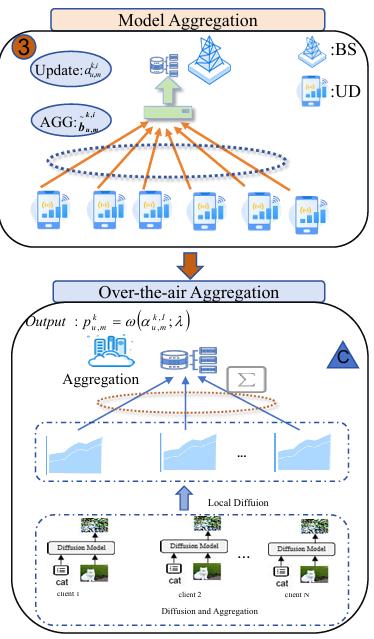 Model Aggregation
3
:BS
Update:a_{u,m}^{k,i}
:UD
AGG:b̃_{u,m}^{k,i}
Over-the-air Aggregation
Output : p_{u,m}^{k} = ω(α_{u,m}^{k,l};λ)
C
Aggregation
Σ
...
Local Diffuion
Diffusion Model
Diffusion Model
Diffusion Model
...
cat
cat
cat
client 1
client 2
client N
Diffusion and Aggregation